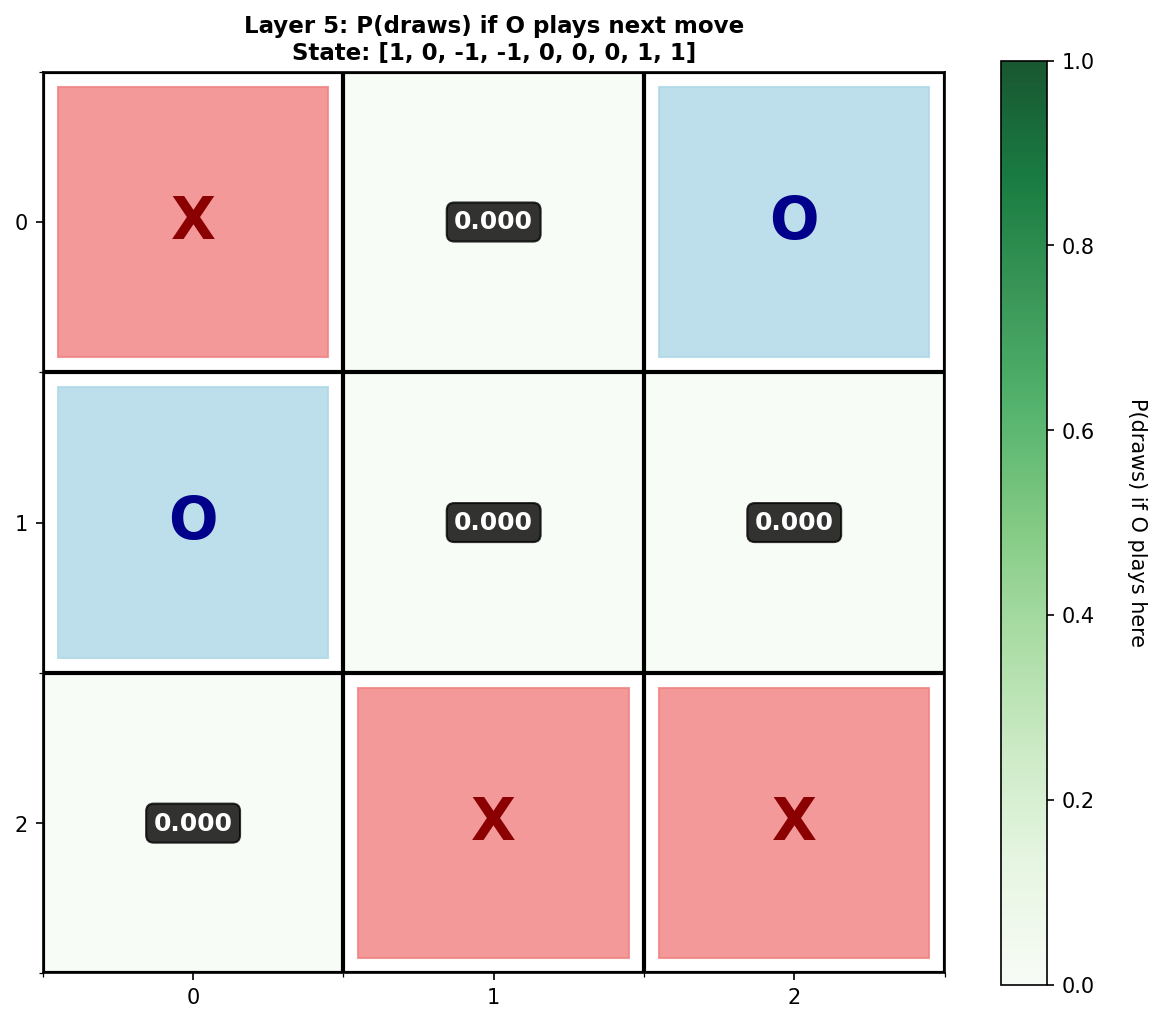 Layer 5: P(draws) if O plays next move
State: [1, 0, -1, -1, 0, 0, 0, 1, 1]
X
0.000
O
O
0.000
0.000
0.000
X
X
0
1
2
0
1
2
1.0
0.8
0.6
0.4
0.2
0.0
P(draws) if O plays here